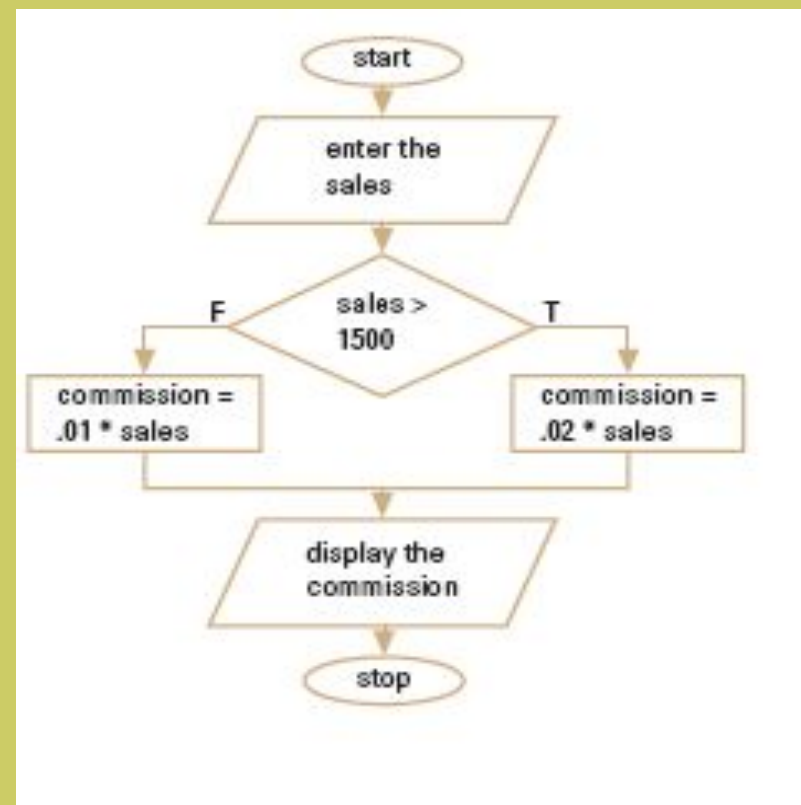 start
enter the
sales
F
sales >
1500
T
commission =
.01 * sales
commission =
.02 * sales
display the
commission
stop